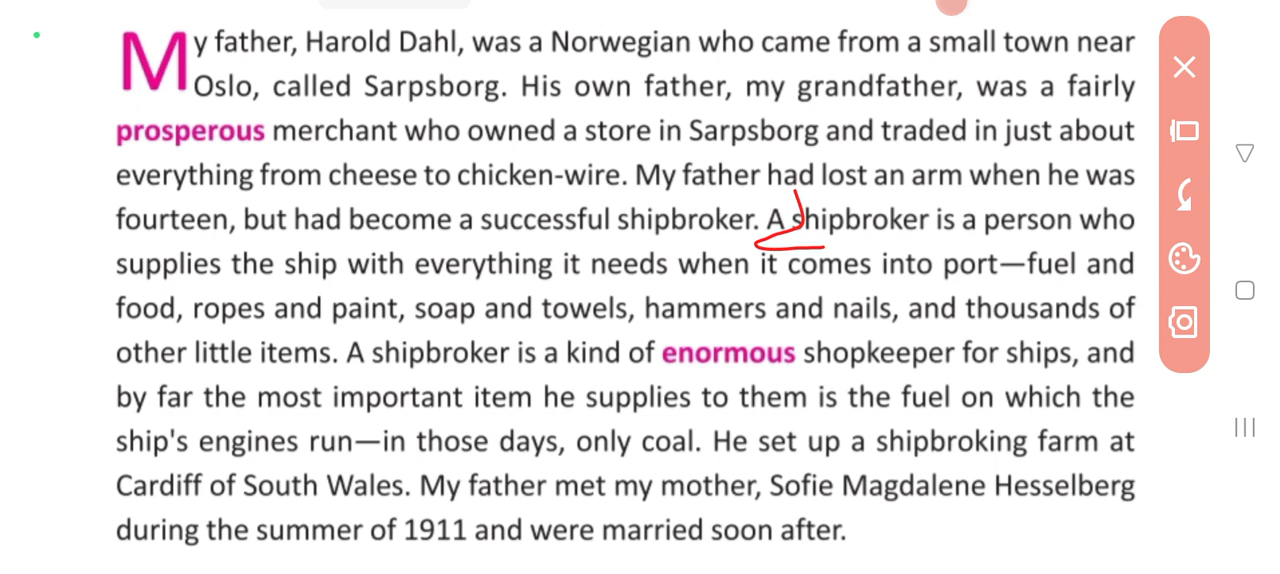 My father, Harold Dahl, was a Norwegian who came from a small town near
Oslo, called Sarpsborg. His own father, my grandfather, was a fairly
prosperous merchant who owned a store in Sarpsborg and traded in just about
everything from cheese to chicken-wire. My father had lost an arm when he was
fourteen, but had become a successful shipbroker. A shipbroker is a person who
supplies the ship with everything it needs when it comes into port—fuel and
food, ropes and paint, soap and towels, hammers and nails, and thousands of
other little items. A shipbroker is a kind of enormous shopkeeper for ships, and
by far the most important item he supplies to them is the fuel on which the
ship's engines run—in those days, only coal. He set up a shipbroking farm at
Cardiff of South Wales. My father met my mother, Sofie Magdalene Hesselberg
during the summer of 1911 and were married soon after.